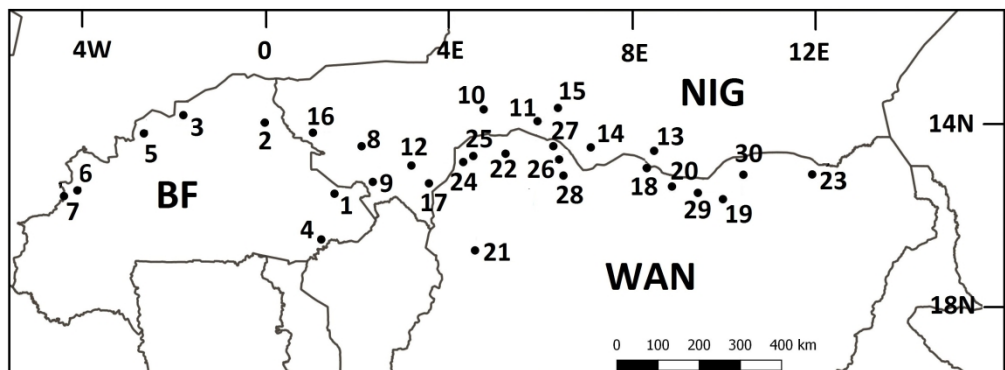 4W 0 4E 8E 12E
10 15
11 NIG
3 2 16 27 14N
5 8 25 14 13 30
12 22
6 9 24 26 18 20 23
7 BF 1 17 28 29 19
4 21
WAN
18N
0 100 200 300 400 km